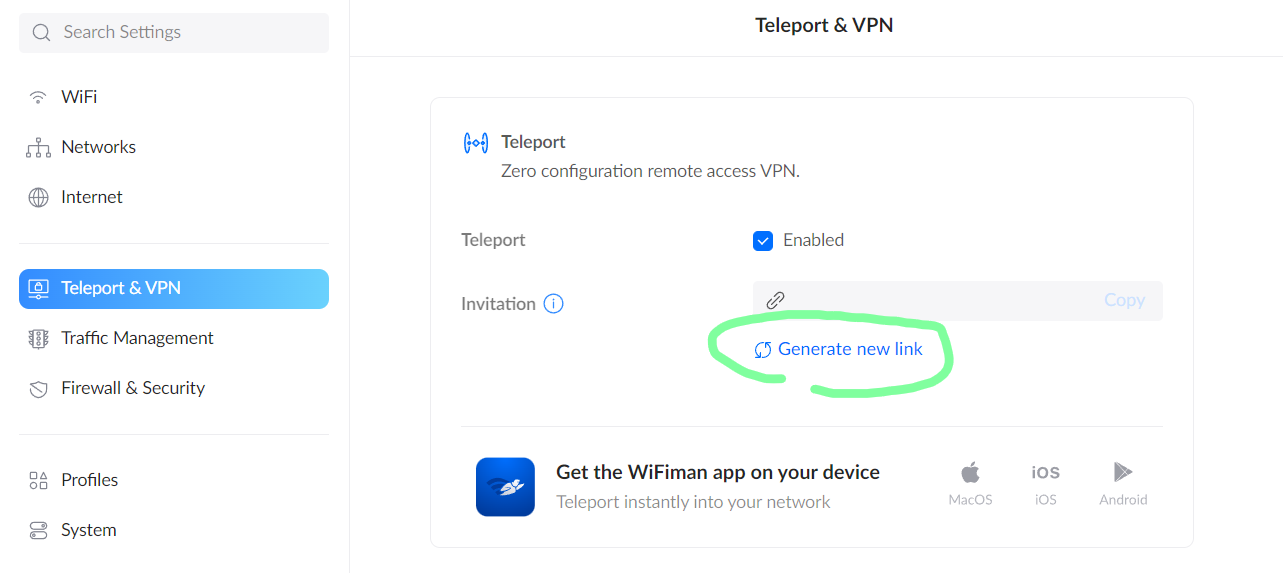 Search Settings
WiFi
Networks
Internet
Teleport & VPN
Traffic Management
Firewall & Security
Profiles
System
Teleport & VPN
Teleport
Zero configuration remote access VPN.
Teleport
Enabled
Invitation
Copy
Generate new link
Get the WiFiman app on your device
Teleport instantly into your network
MacOS
iOS
iOS
Android